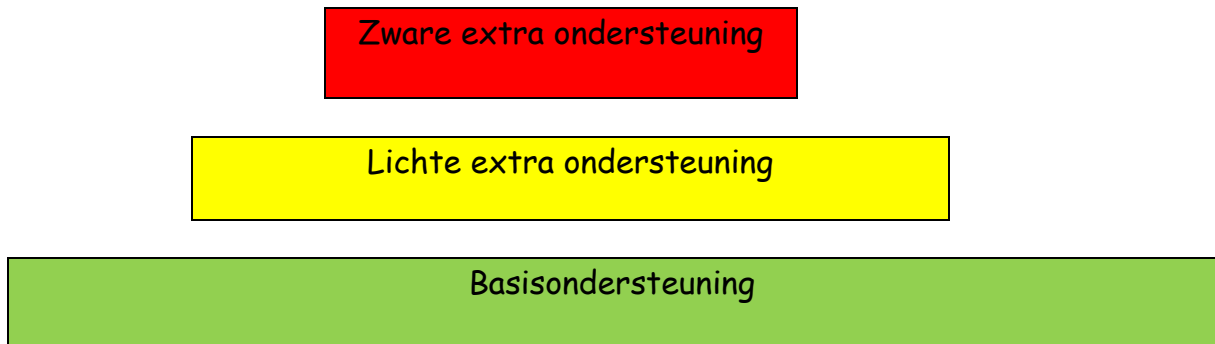 Zware extra ondersteuning
Lichte extra ondersteuning
Basisondersteuning